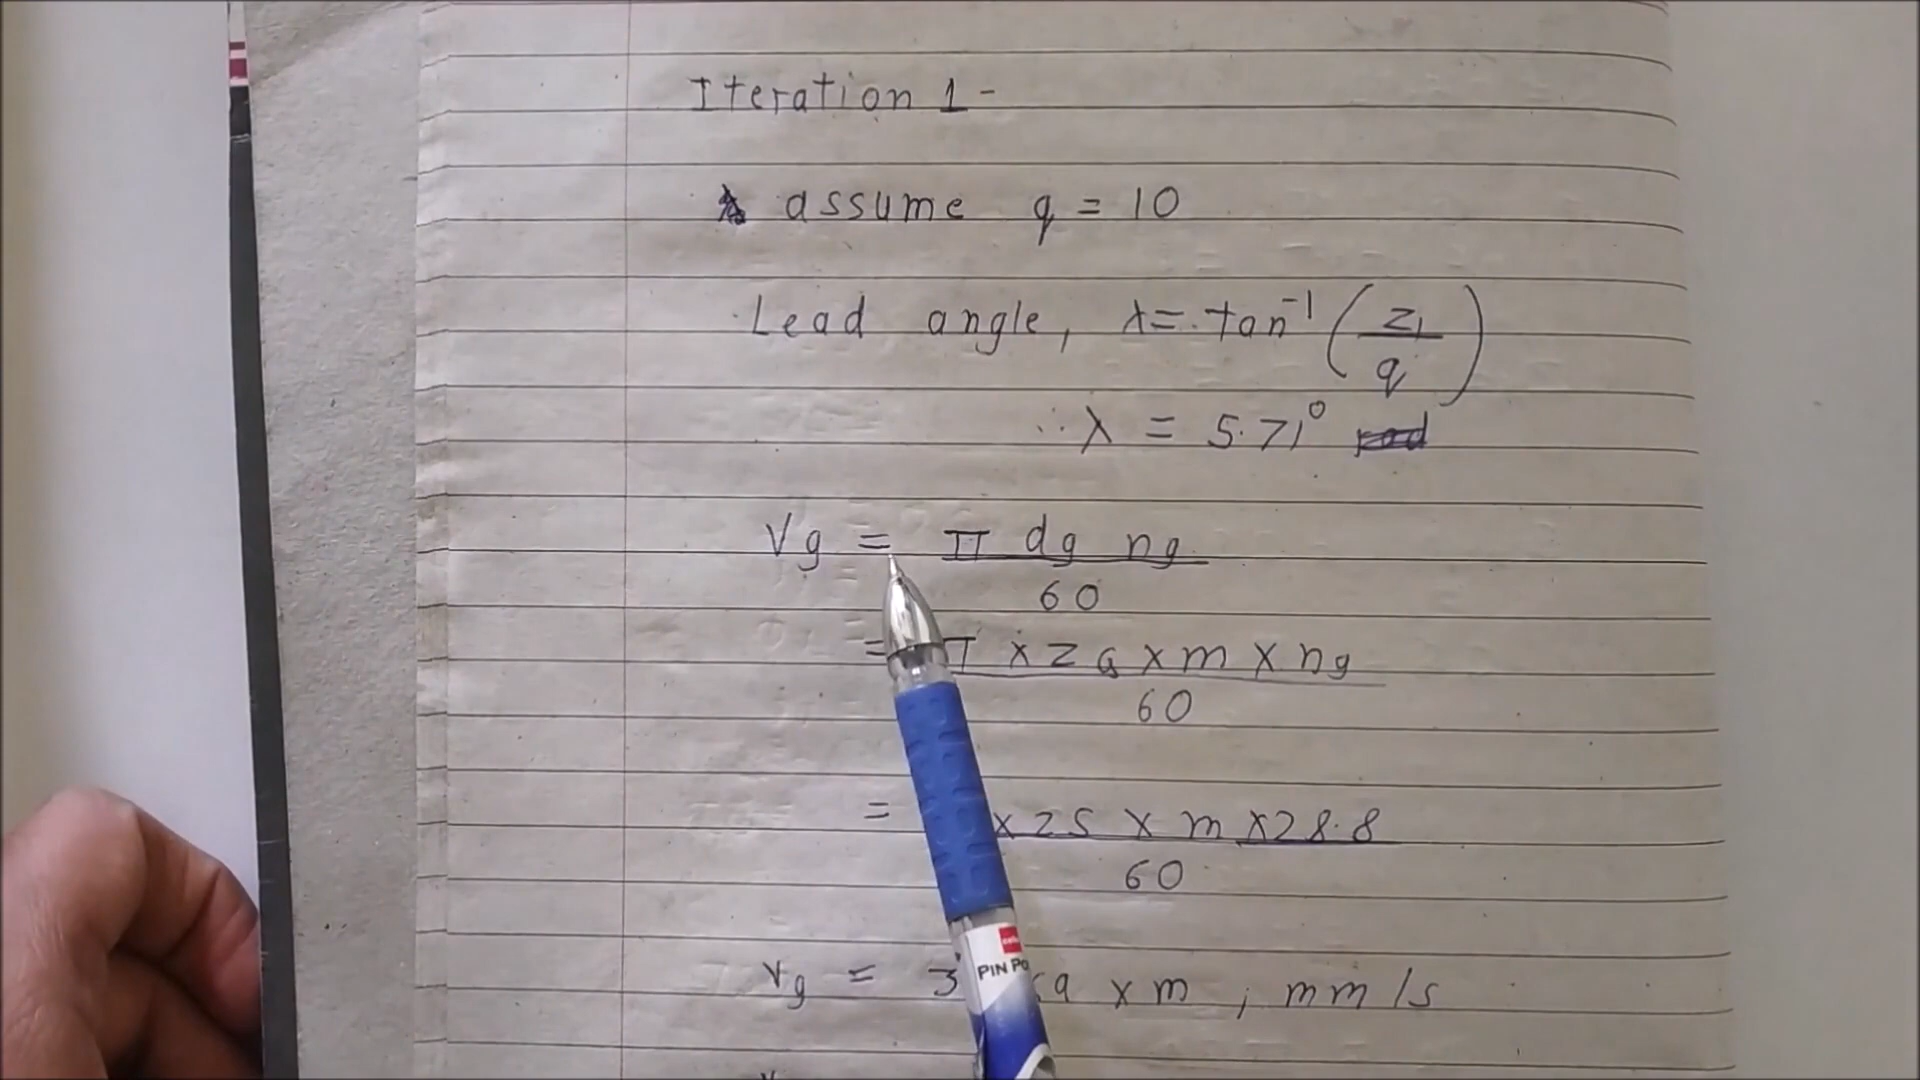 Iteration 1 -
assume q = 10
Lead angle, λ = tan⁻¹ (z₁/q)
∴ λ = 5.71°
Vg = π dg ng
60
= π × zG × m × ng
60
= × 25 × m × 28.8
60
Vg = 3 × m , mm/s
PIN PO